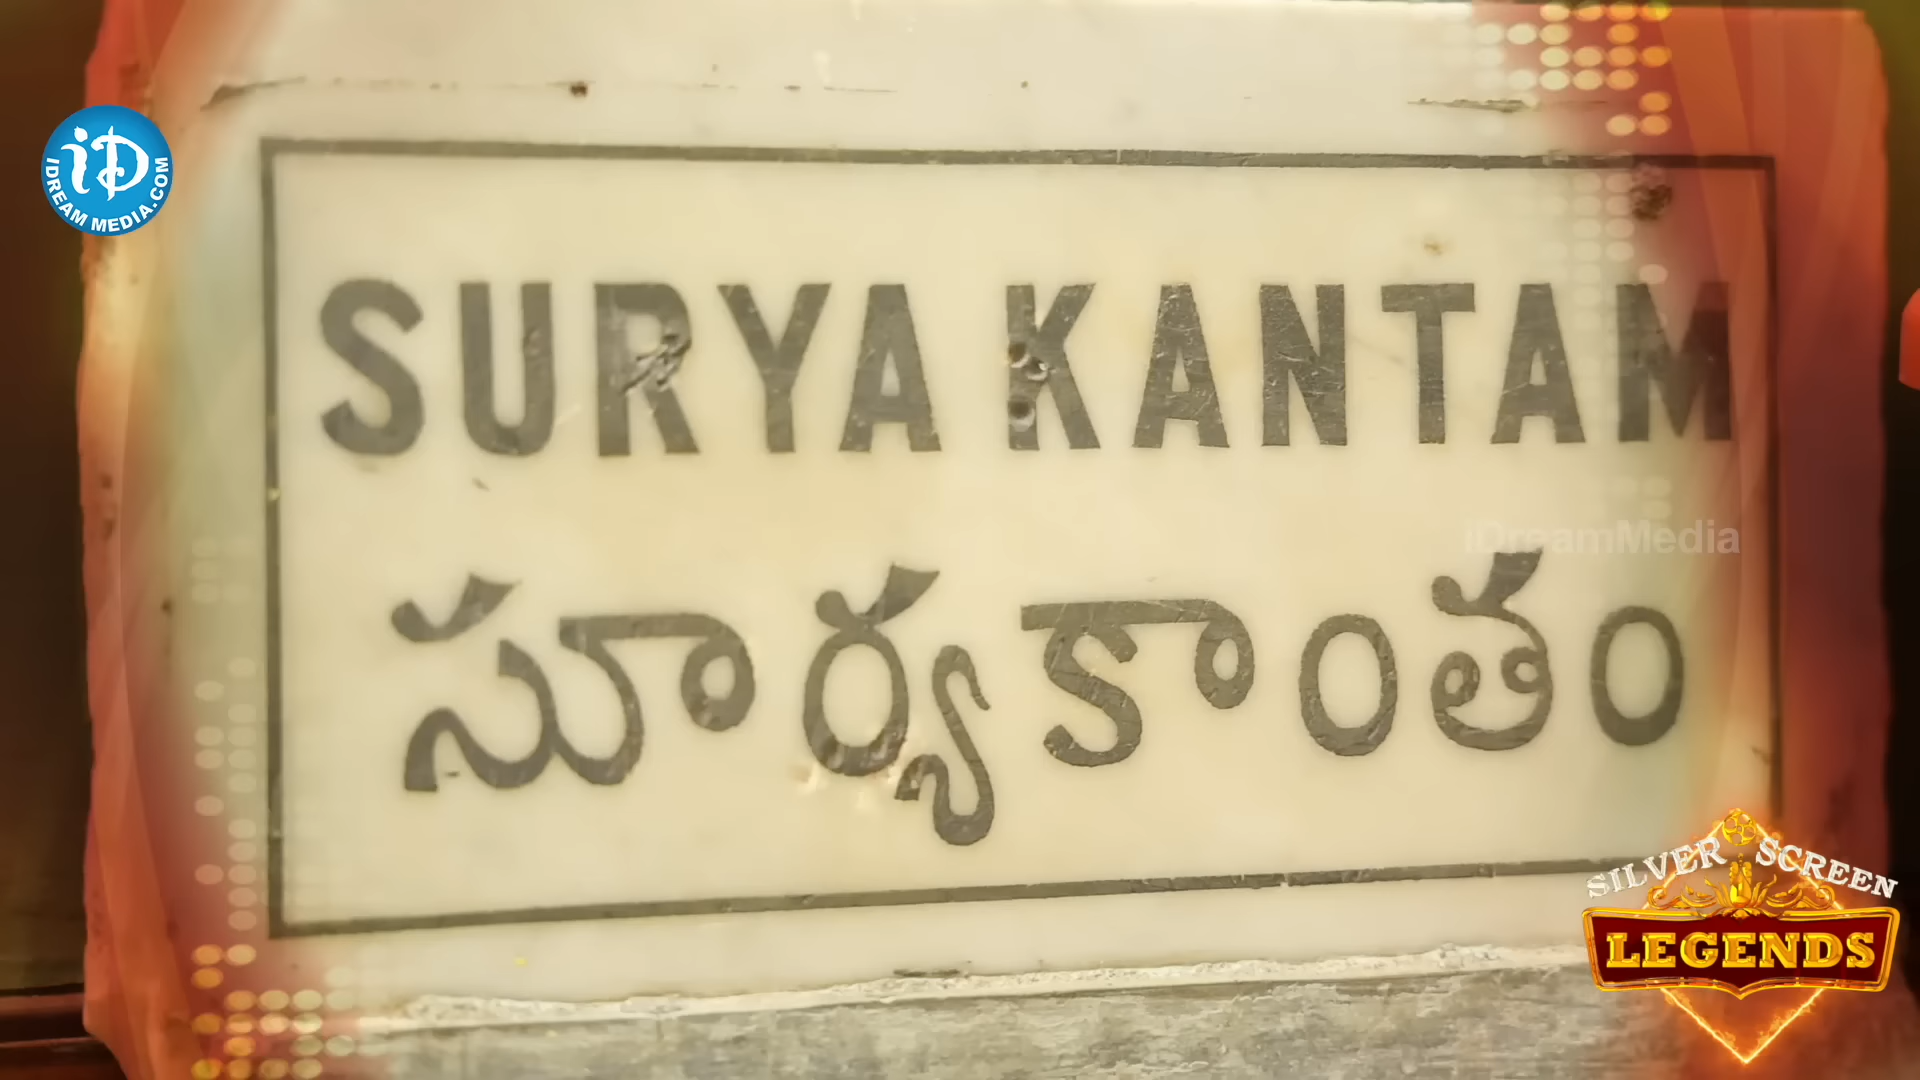 iD
IDREAM MEDIA.COM
SURYA KANTAM
iDreamMedia
సూర్యకాంతం
SILVER SCREEN
LEGENDS